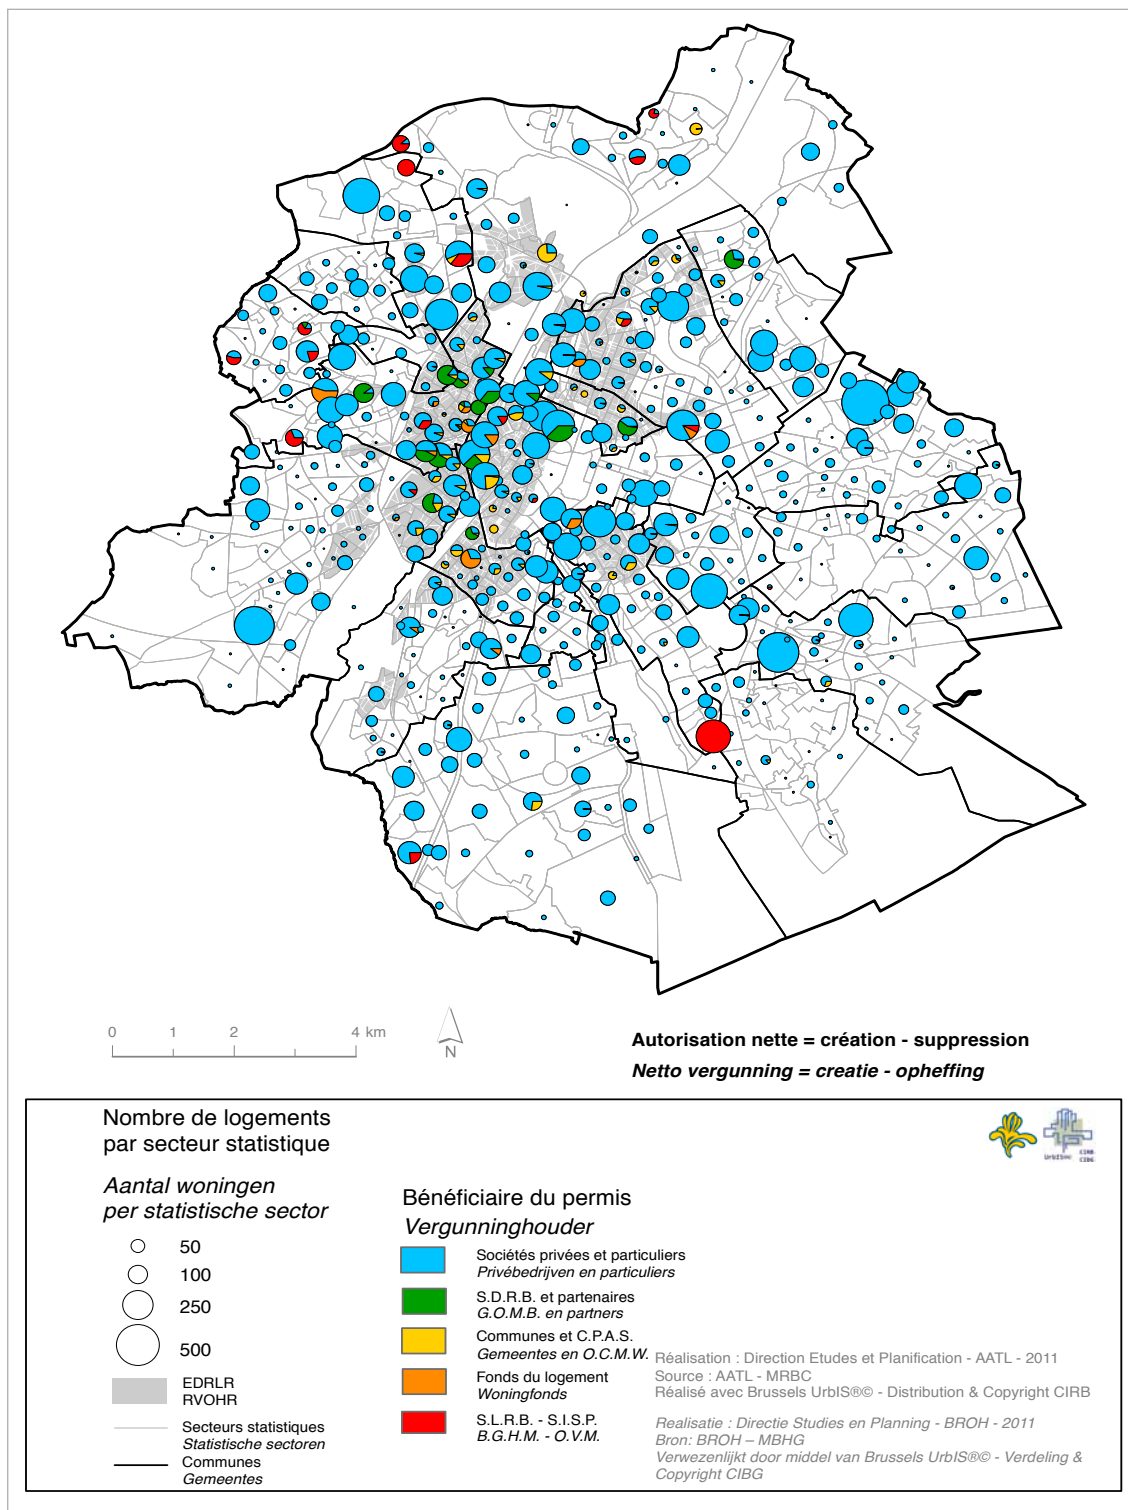 0 1 2 4 km
N
Autorisation nette = création - suppression
Netto vergunning = creatie - opheffing
Nombre de logements
par secteur statistique
Aantal woningen
per statistische sector
50
100
250
500
EDRLR
RVOHR
Secteurs statistiques
Statistische sectoren
Communes
Gemeentes
Bénéficiaire du permis
Vergunninghouder
Sociétés privées et particuliers
Privébedrijven en particuliers
S.D.R.B. et partenaires
G.O.M.B. en partners
Communes et C.P.A.S.
Gemeentes en O.C.M.W.
Fonds du logement
Woningfonds
S.L.R.B. - S.I.S.P.
B.G.H.M. - O.V.M.
UrbIS®©
CIRB
CIBG
Réalisation : Direction Etudes et Planification - AATL - 2011
Source : AATL - MRBC
Réalisé avec Brussels UrbIS®© - Distribution & Copyright CIRB
Realisatie : Directie Studies en Planning - BROH - 2011
Bron: BROH – MBHG
Verwezenlijkt door middel van Brussels UrbIS®© - Verdeling &
Copyright CIBG